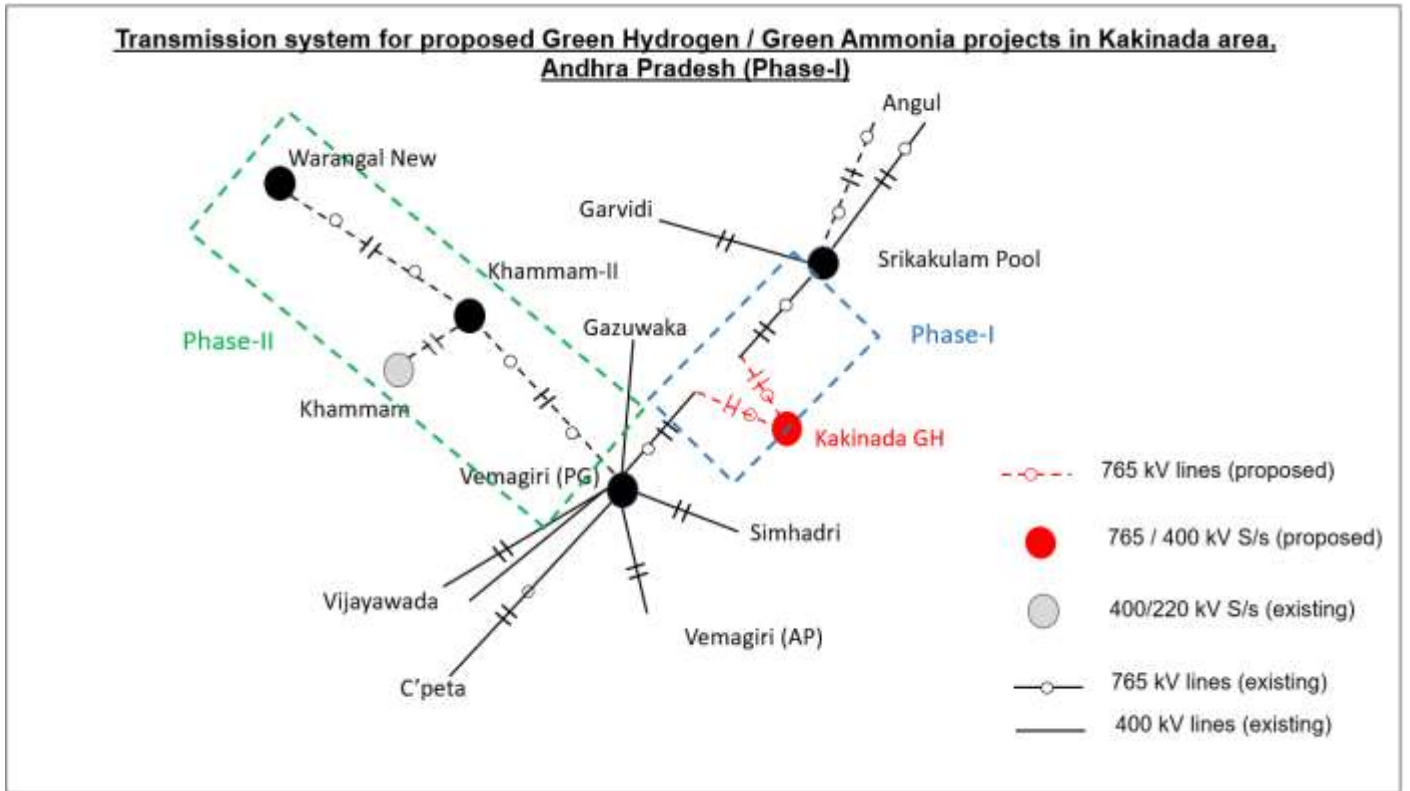 Transmission system for proposed Green Hydrogen / Green Ammonia projects in Kakinada area,
Andhra Pradesh (Phase-I)
Angul
Warangal New
Garvidi
Srikakulam Pool
Khammam-II
Gazuwaka
Phase-II
Phase-I
Khammam
Kakinada GH
Vemagiri (PG)
Simhadri
Vijayawada
Vemagiri (AP)
C'peta
765 kV lines (proposed)
765 / 400 kV S/s (proposed)
400/220 kV S/s (existing)
765 kV lines (existing)
400 kV lines (existing)